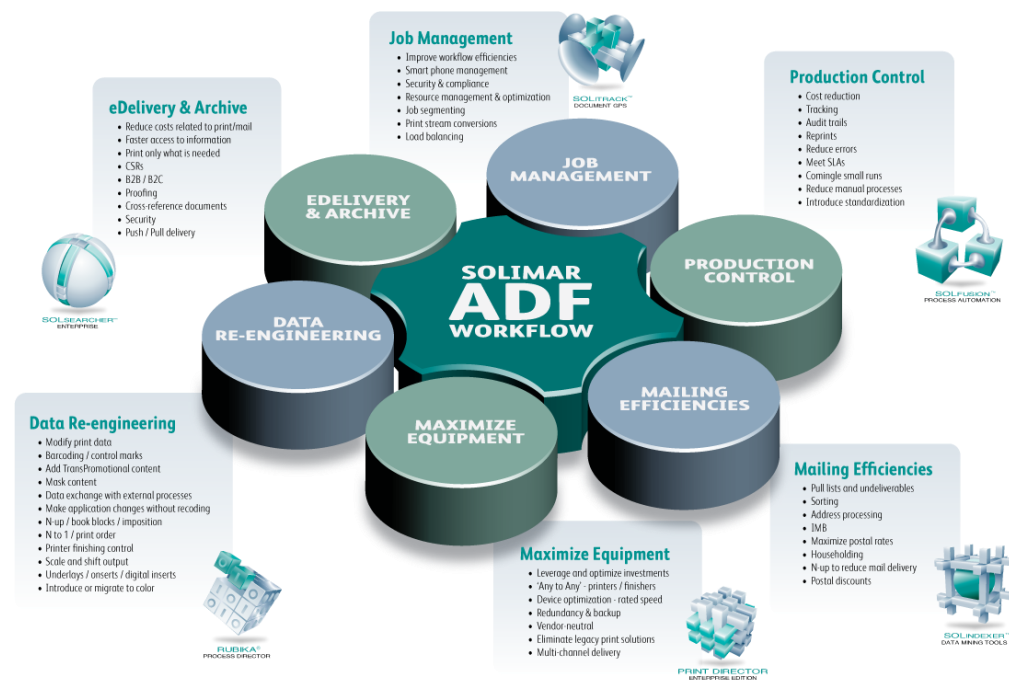 Job Management
• Improve workflow efficiencies
• Smart phone management
• Security & compliance
• Resource management & optimization
• Job segmenting
• Print stream conversions
• Load balancing
SOLITRACK™
DOCUMENT GPS
Production Control
• Cost reduction
• Tracking
• Audit trails
• Reprints
• Reduce errors
• Meet SLAs
• Comingle small runs
• Reduce manual processes
• Introduce standardization
SOLFUSION™
PROCESS AUTOMATION
eDelivery & Archive
• Reduce costs related to print/mail
• Faster access to information
• Print only what is needed
• CSRs
• B2B / B2C
• Proofing
• Cross-reference documents
• Security
• Push / Pull delivery
SOLSEARCHER™
ENTERPRISE
JOB
MANAGEMENT
EDELIVERY
& ARCHIVE
PRODUCTION
CONTROL
SOLIMAR
ADF
WORKFLOW
DATA
RE-ENGINEERING
MAILING
EFFICIENCIES
MAXIMIZE
EQUIPMENT
Data Re-engineering
• Modify print data
• Barcoding / control marks
• Add TransPromotional content
• Mask content
• Data exchange with external processes
• Make application changes without recoding
• N-up / book blocks / imposition
• N to 1 / print order
• Printer finishing control
• Scale and shift output
• Underlays / onserts / digital inserts
• Introduce or migrate to color
RUBIKA®
PROCESS DIRECTOR
Maximize Equipment
• Leverage and optimize investments
• 'Any to Any' - printers / finishers
• Device optimization - rated speed
• Redundancy & backup
• Vendor-neutral
• Eliminate legacy print solutions
• Multi-channel delivery
PRINT DIRECTOR
ENTERPRISE EDITION
Mailing Efficiencies
• Pull lists and undeliverables
• Sorting
• Address processing
• IMB
• Maximize postal rates
• Householding
• N-up to reduce mail delivery
• Postal discounts
SOLINDEXER™
DATA MINING TOOLS